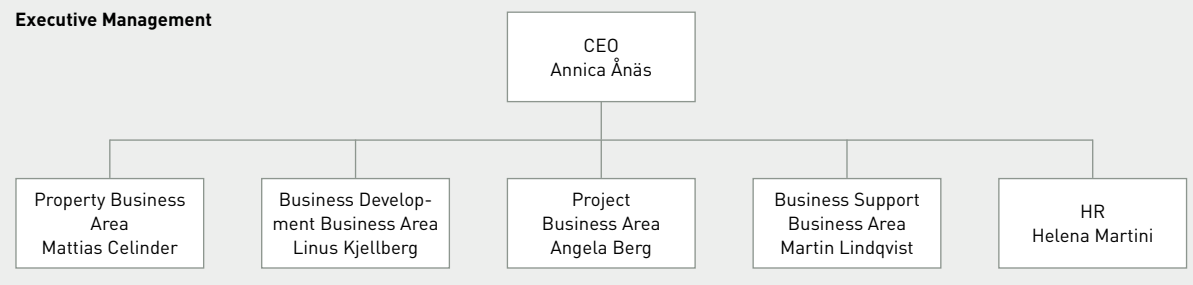 Executive Management
CEO
Annica Ånäs
Property Business
Area
Mattias Celinder
Business Develop-
ment Business Area
Linus Kjellberg
Project
Business Area
Angela Berg
Business Support
Business Area
Martin Lindqvist
HR
Helena Martini